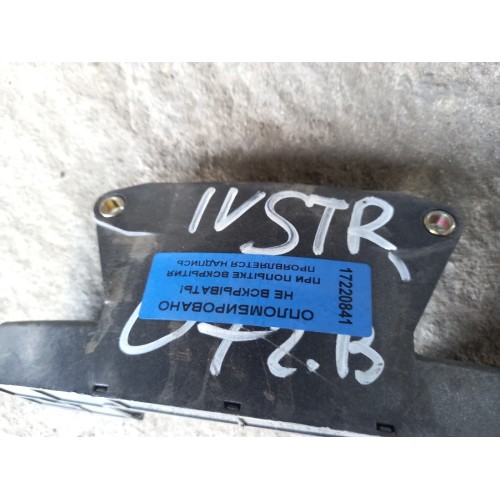 IVSTR,
ОПЛОМБИРОВАНО
НЕ ВСКРЫВАТЬ!
ПРИ ПОПЫТКЕ ВСКРЫТИЯ
ПРОЯВЛЯЕТСЯ НАДПИСЬ
17220841